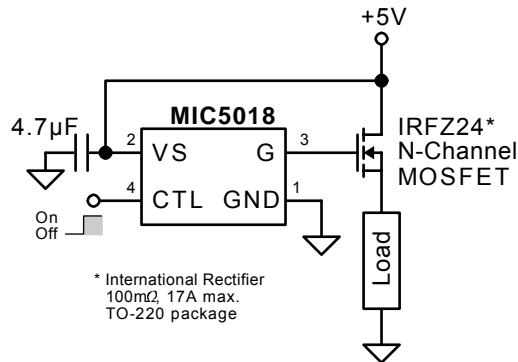 +5V
MIC5018
4.7µF
2
VS
G
3
IRFZ24*
N-Channel
MOSFET
4
CTL
GND
1
On
Off
Load
* International Rectifier
100mΩ, 17A max.
TO-220 package